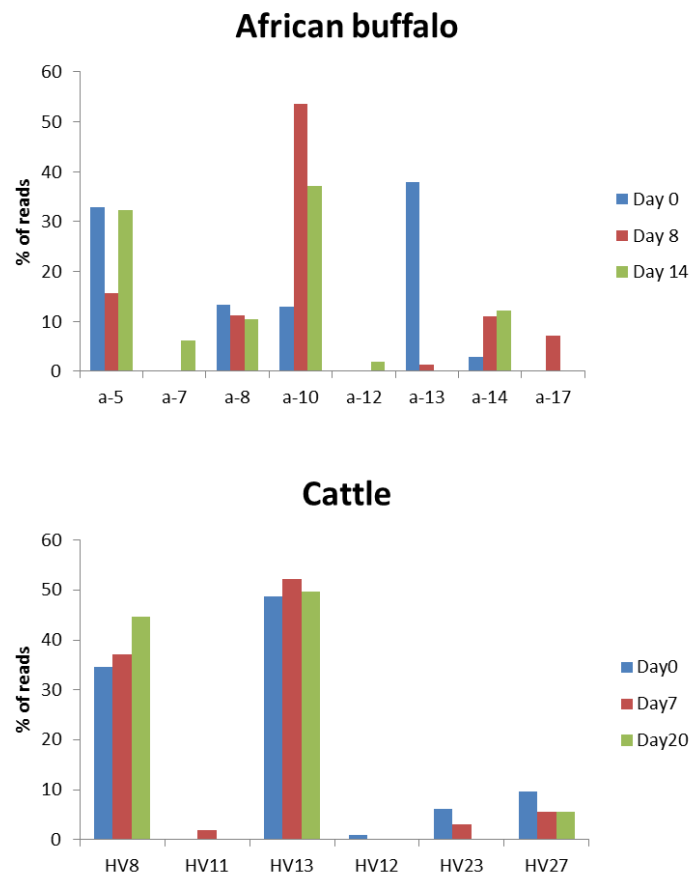 African buffalo
60
50
40
30
20
10
0
% of reads
a-5 a-7 a-8 a-10 a-12 a-13 a-14 a-17
Day 0
Day 8
Day 14
Cattle
60
50
40
30
20
10
0
% of reads
HV8 HV11 HV13 HV12 HV23 HV27
Day0
Day7
Day20